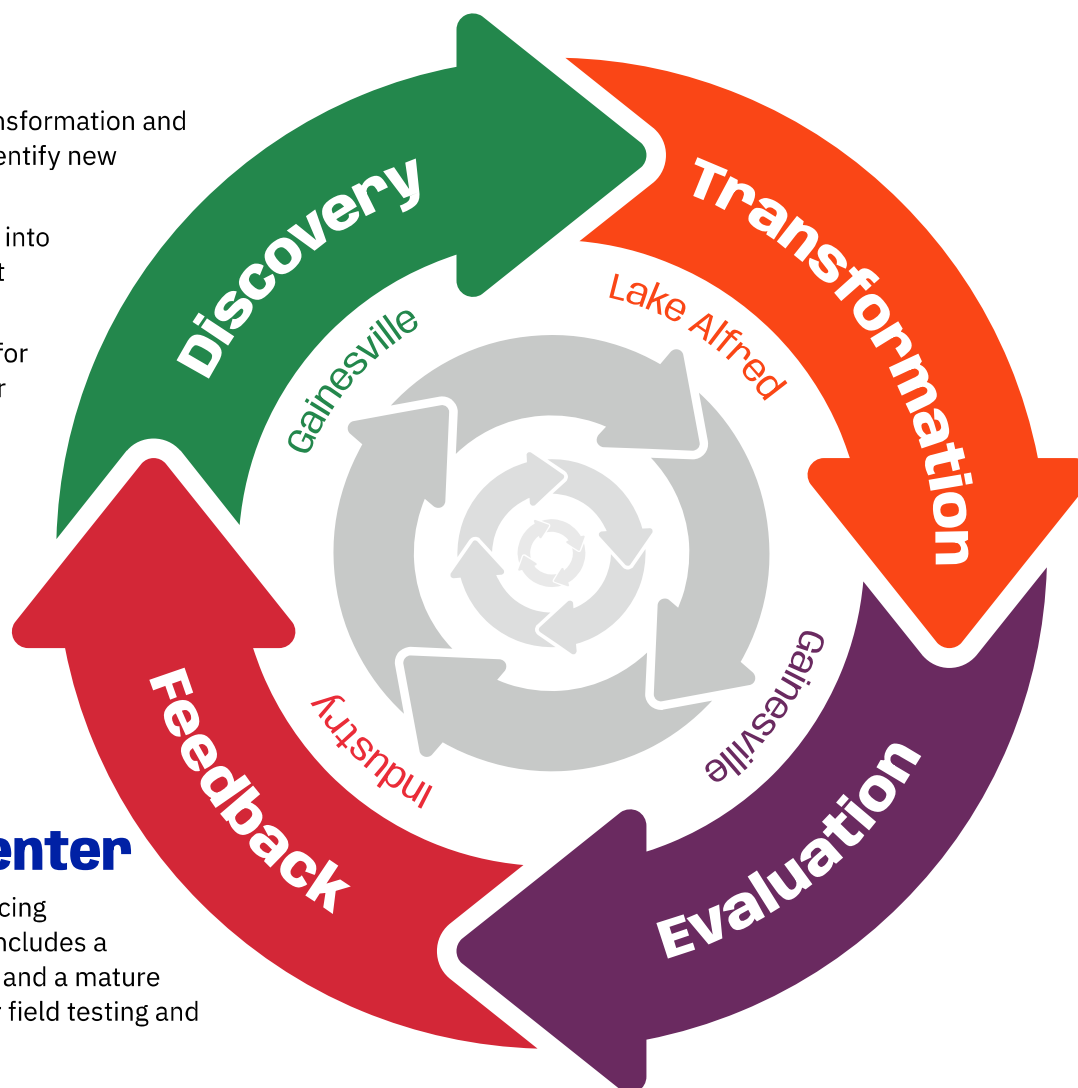 nsformation and
entify new
into
t
for
r
Discovery
Gainesville
Transformation
Lake Alfred
Evaluation
Gainesville
Feedback
Industry
enter
cing
ncludes a
and a mature
r field testing and